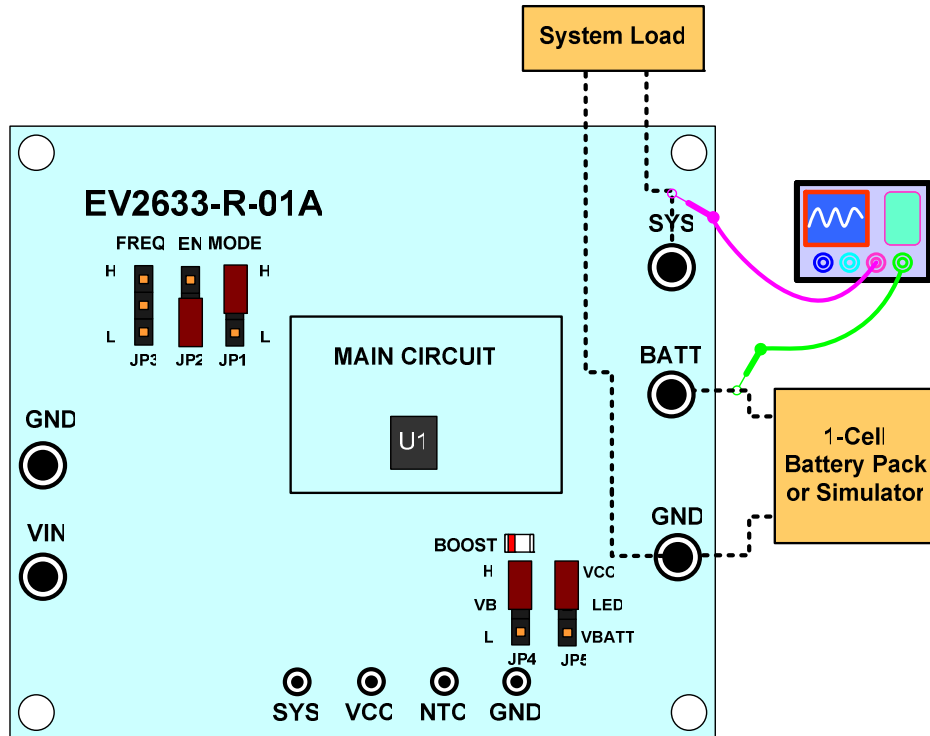 System Load
EV2633-R-01A
FREQ EN MODE
H H
L L
JP3 JP2 JP1
SYS
MAIN CIRCUIT
U1
BATT
GND
VIN
1-Cell
Battery Pack
or Simulator
GND
BOOST
H VCC
VB LED
L VBATT
JP4 JP5
SYS VCC NTC GND